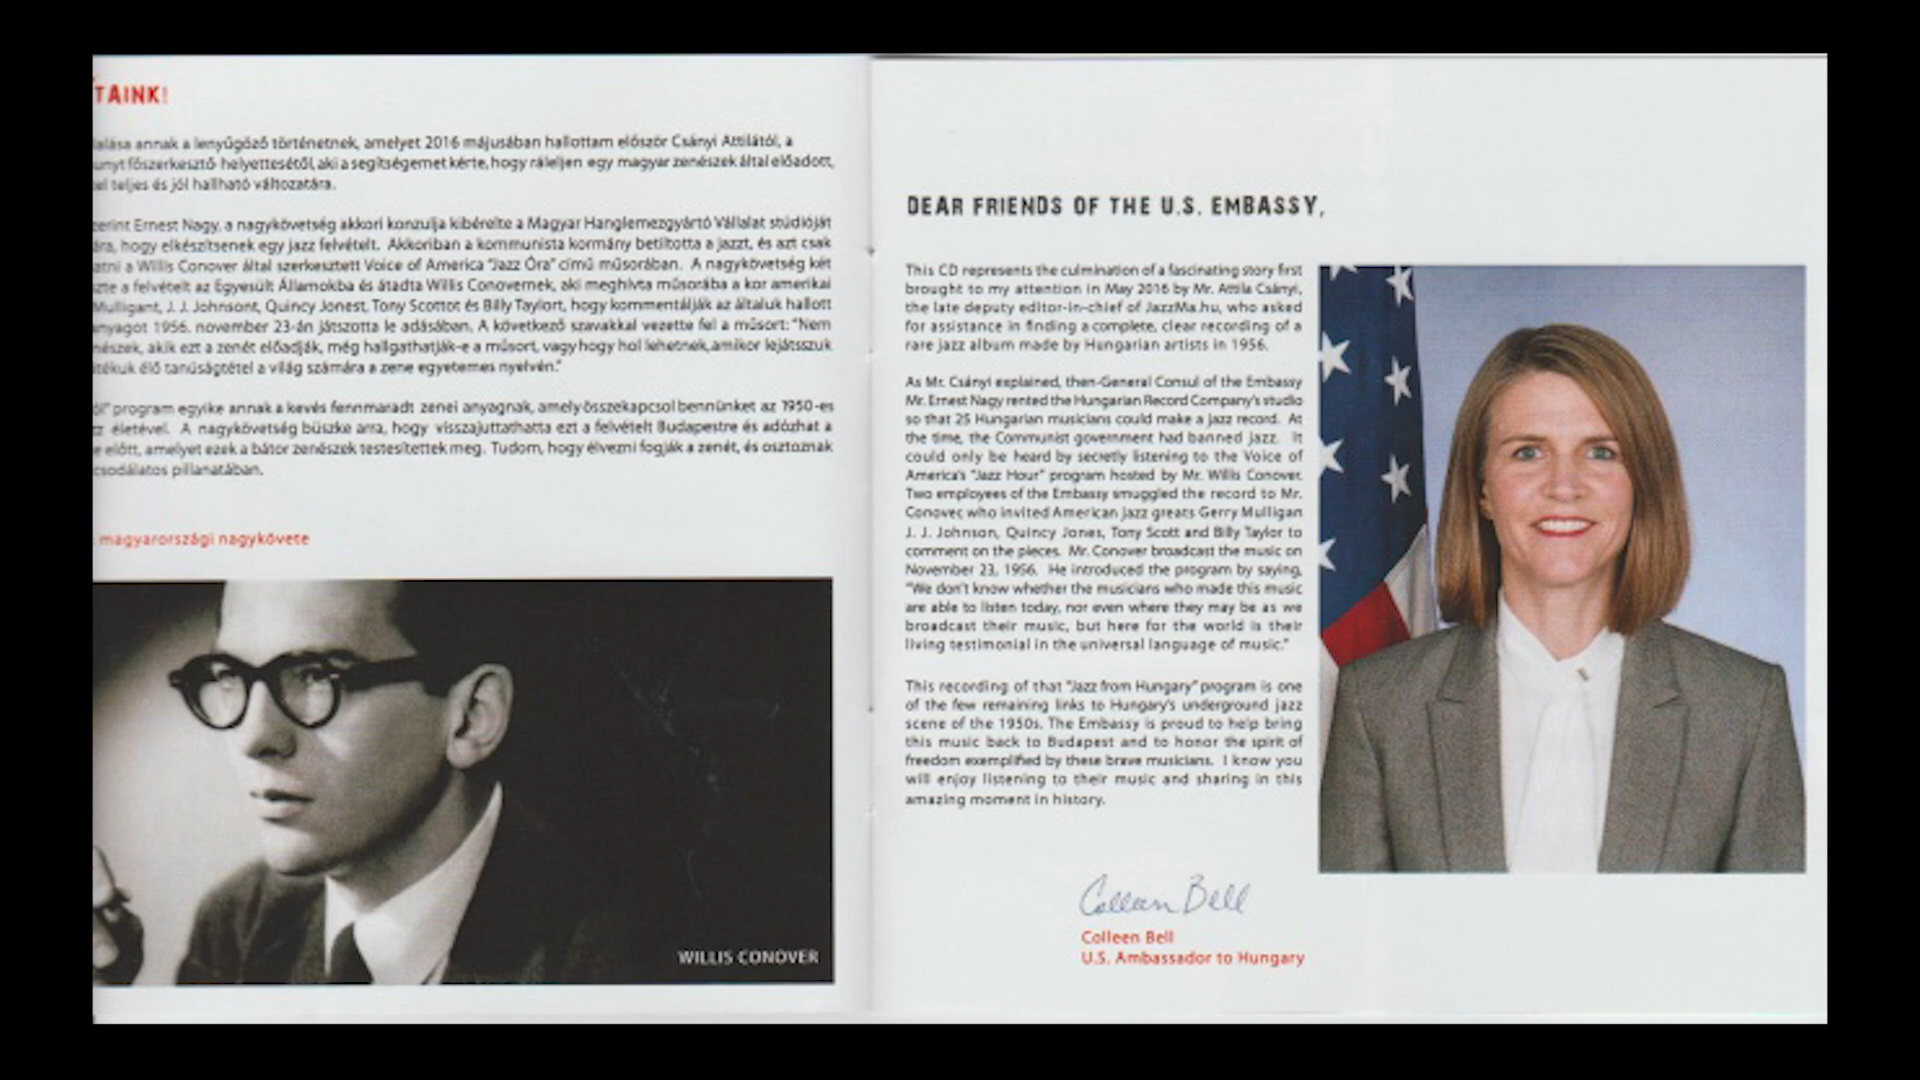 TAINK!
alása annak a lenyűgöző történetnek, amelyet 2016 májusában hallottam először Csányi Attilától, a
unyt főszerkesztő helyettesétől, aki a segítségemet kérte, hogy ráleljen egy magyar zenészek által előadott,
el teljes és jól hallható változatára.
zerint Ernest Nagy, a nagykövetség akkori konzulja kibérelte a Magyar Hanglemezgyártó Vállalat stúdióját
ára, hogy elkészítsenek egy jazz felvételt. Akkoriban a kommunista kormány betiltotta a jazzt, és azt csak
atni a Willis Conover által szerkesztett Voice of America "Jazz Óra" című műsorában. A nagykövetség két
zte a felvételt az Egyesült Államokba és átadta Willis Conovernek, aki meghívta műsorába a kor amerikai
Mulligant, J. J. Johnsont, Quincy Jonest, Tony Scottot és Billy Taylort, hogy kommentálják az általuk hallott
anyagot 1956. november 23-án játszotta le adásában. A következő szavakkal vezette fel a műsort: "Nem
nészek, akik ezt a zenét előadják, még hallgathatják-e a műsort, vagy hogy hol lehetnek, amikor lejátsszuk
tékuk élő tanúságtétel a világ számára a zene egyetemes nyelvén."
ól" program egyike annak a kevés fennmaradt zenei anyagnak, amely összekapcsol bennünket az 1950-es
zz életével. A nagykövetség büszke arra, hogy visszajuttathatta ezt a felvételt Budapestre és adózhat a
e előtt, amelyet ezek a bátor zenészek testesítettek meg. Tudom, hogy élvezni fogják a zenét, és osztoznak
csodálatos pillanatában.
magyarországi nagykövete
WILLIS CONOVER
DEAR FRIENDS OF THE U.S. EMBASSY,
This CD represents the culmination of a fascinating story first
brought to my attention in May 2016 by Mr. Attila Csányi,
the late deputy editor-in-chief of JazzMa.hu, who asked
for assistance in finding a complete, clear recording of a
rare jazz album made by Hungarian artists in 1956.
As Mr. Csányi explained, then-General Consul of the Embassy
Mr. Ernest Nagy rented the Hungarian Record Company's studio
so that 25 Hungarian musicians could make a jazz record. At
the time, the Communist government had banned jazz. It
could only be heard by secretly listening to the Voice of
America's "Jazz Hour" program hosted by Mr. Willis Conover.
Two employees of the Embassy smuggled the record to Mr.
Conover, who invited American jazz greats Gerry Mulligan
J. J. Johnson, Quincy Jones, Tony Scott and Billy Taylor to
comment on the pieces. Mr. Conover broadcast the music on
November 23, 1956. He introduced the program by saying,
"We don't know whether the musicians who made this music
are able to listen today, nor even where they may be as we
broadcast their music, but here for the world is their
living testimonial in the universal language of music."
This recording of that "Jazz from Hungary" program is one
of the few remaining links to Hungary's underground jazz
scene of the 1950s. The Embassy is proud to help bring
this music back to Budapest and to honor the spirit of
freedom exemplified by these brave musicians. I know you
will enjoy listening to their music and sharing in this
amazing moment in history.
Colleen Bell
Colleen Bell
U.S. Ambassador to Hungary